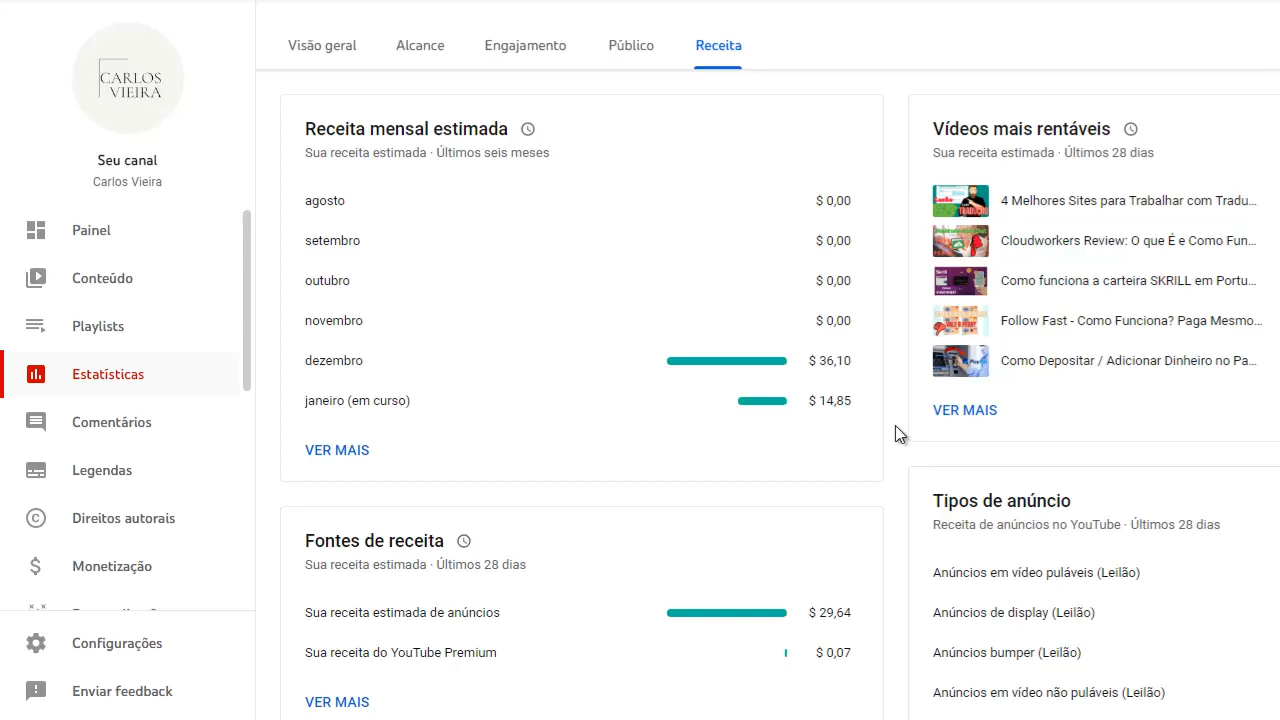 CARLOS
VIEIRA
Seu canal
Carlos Vieira
Painel
Conteúdo
Playlists
Estatísticas
Comentários
Legendas
Direitos autorais
Monetização
Configurações
Enviar feedback
Visão geral
Alcance
Engajamento
Público
Receita
Receita mensal estimada
Sua receita estimada · Últimos seis meses
agosto $ 0,00
setembro $ 0,00
outubro $ 0,00
novembro $ 0,00
dezembro $ 36,10
janeiro (em curso) $ 14,85
VER MAIS
Fontes de receita
Sua receita estimada · Últimos 28 dias
Sua receita estimada de anúncios $ 29,64
Sua receita do YouTube Premium $ 0,07
VER MAIS
Vídeos mais rentáveis
Sua receita estimada · Últimos 28 dias
4 Melhores Sites para Trabalhar com Tradu...
Cloudworkers Review: O que É e Como Fun...
Como funciona a carteira SKRILL em Portu...
Follow Fast - Como Funciona? Paga Mesmo...
Como Depositar / Adicionar Dinheiro no Pa...
VER MAIS
Tipos de anúncio
Receita de anúncios no YouTube · Últimos 28 dias
Anúncios em vídeo puláveis (Leilão)
Anúncios de display (Leilão)
Anúncios bumper (Leilão)
Anúncios em vídeo não puláveis (Leilão)